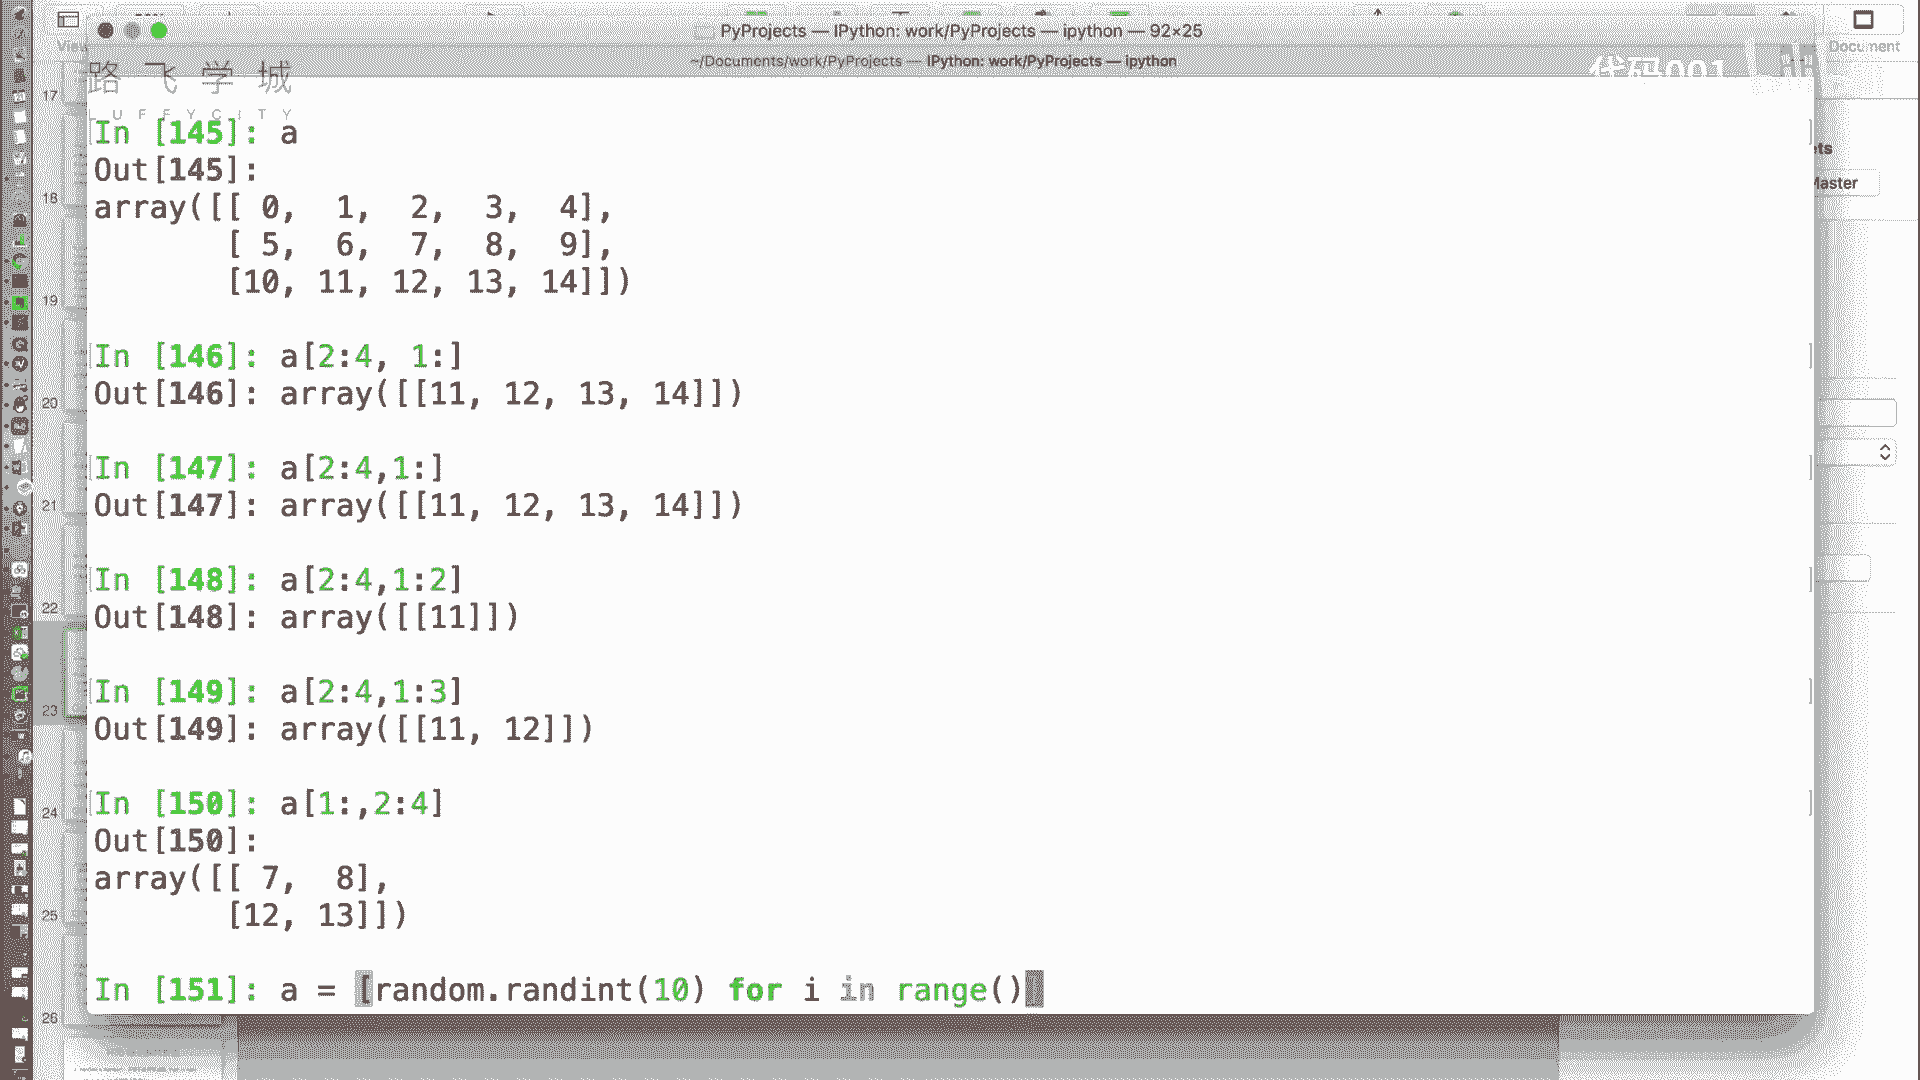 PyProjects — IPython: work/PyProjects — ipython — 92×25
~/Documents/work/PyProjects — IPython: work/PyProjects — ipython
Document
路飞学城
LUFFYCITY
代码001
In [145]: a
Out[145]:
array([[ 0,  1,  2,  3,  4],
       [ 5,  6,  7,  8,  9],
       [10, 11, 12, 13, 14]])
In [146]: a[2:4, 1:]
Out[146]: array([[11, 12, 13, 14]])
In [147]: a[2:4,1:]
Out[147]: array([[11, 12, 13, 14]])
In [148]: a[2:4,1:2]
Out[148]: array([[11]])
In [149]: a[2:4,1:3]
Out[149]: array([[11, 12]])
In [150]: a[1:,2:4]
Out[150]:
array([[ 7,  8],
       [12, 13]])
In [151]: a = [random.randint(10) for i in range()]
17
18
19
20
21
22
23
24
25
26